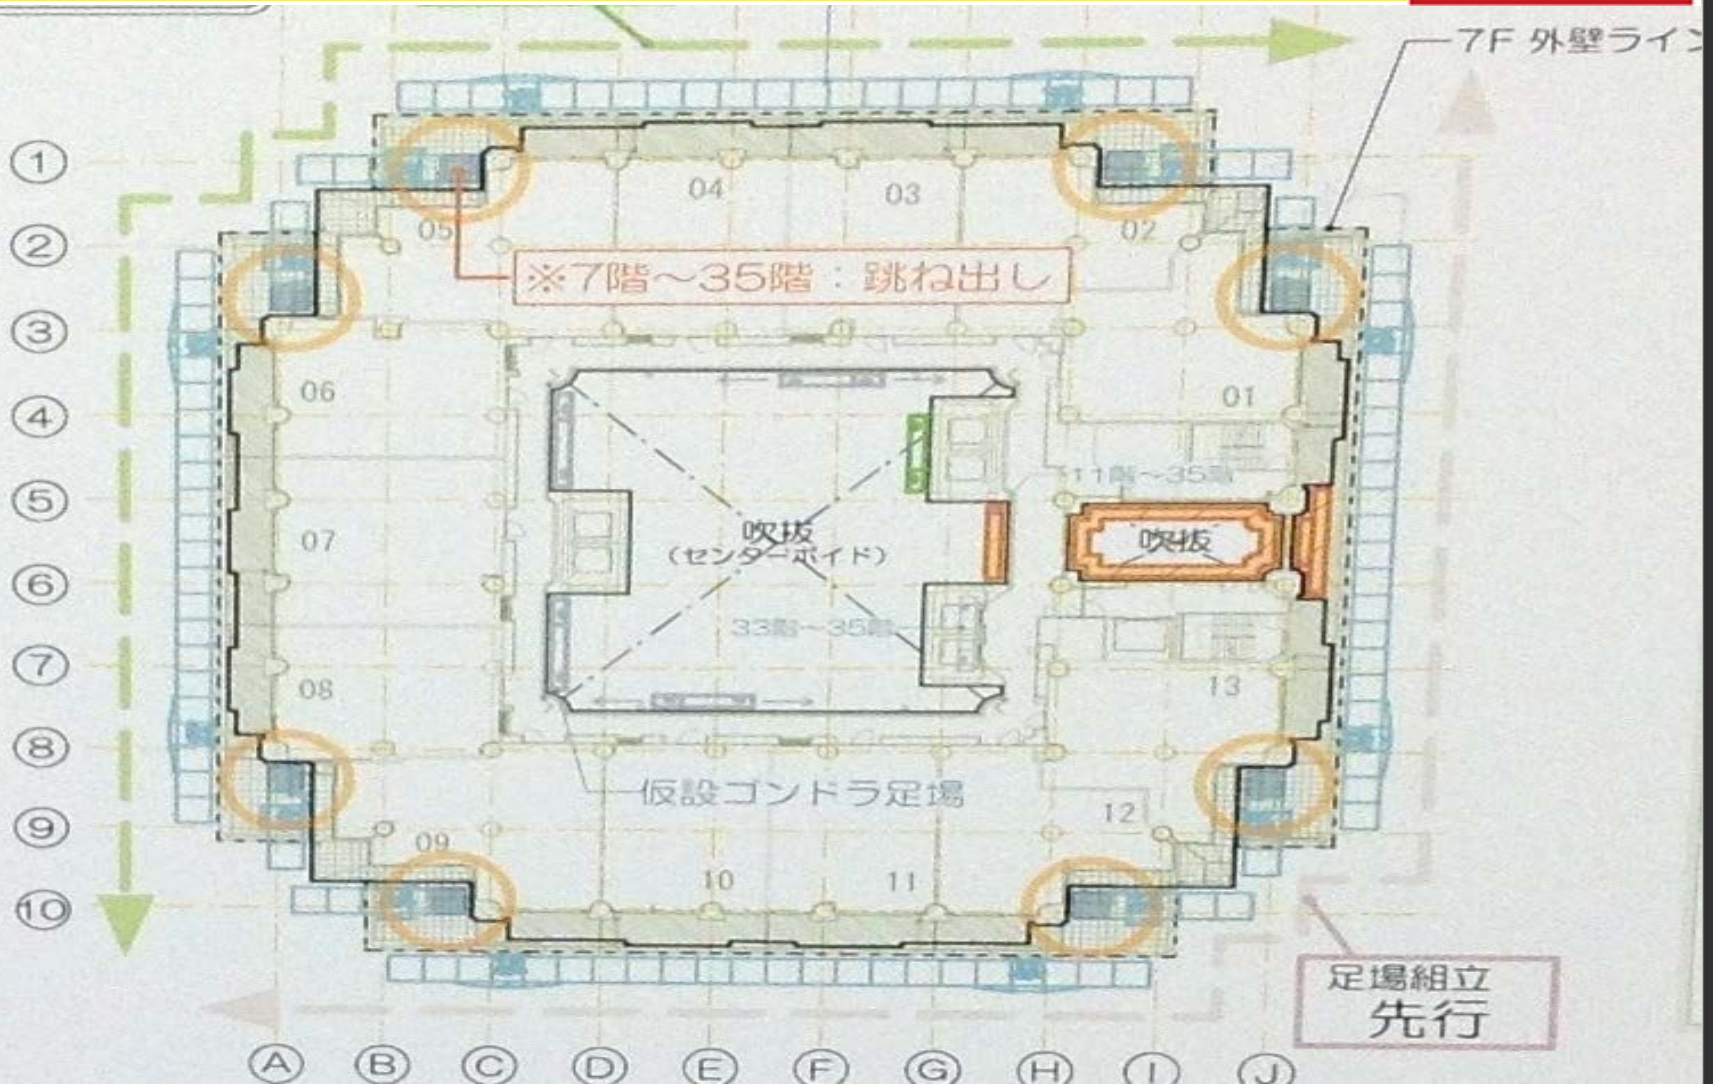 7F 外壁ライン
①
②
③
④
⑤
⑥
⑦
⑧
⑨
⑩
04
03
05
02
※7階～35階：跳ね出し
06
01
11階～35階
07
吹抜
(センターボイド)
吹抜
33階～35階
08
13
仮設ゴンドラ足場
12
09
10
11
足場組立
先行
Ⓐ Ⓑ Ⓒ Ⓓ Ⓔ Ⓕ Ⓖ Ⓗ Ⓘ Ⓙ